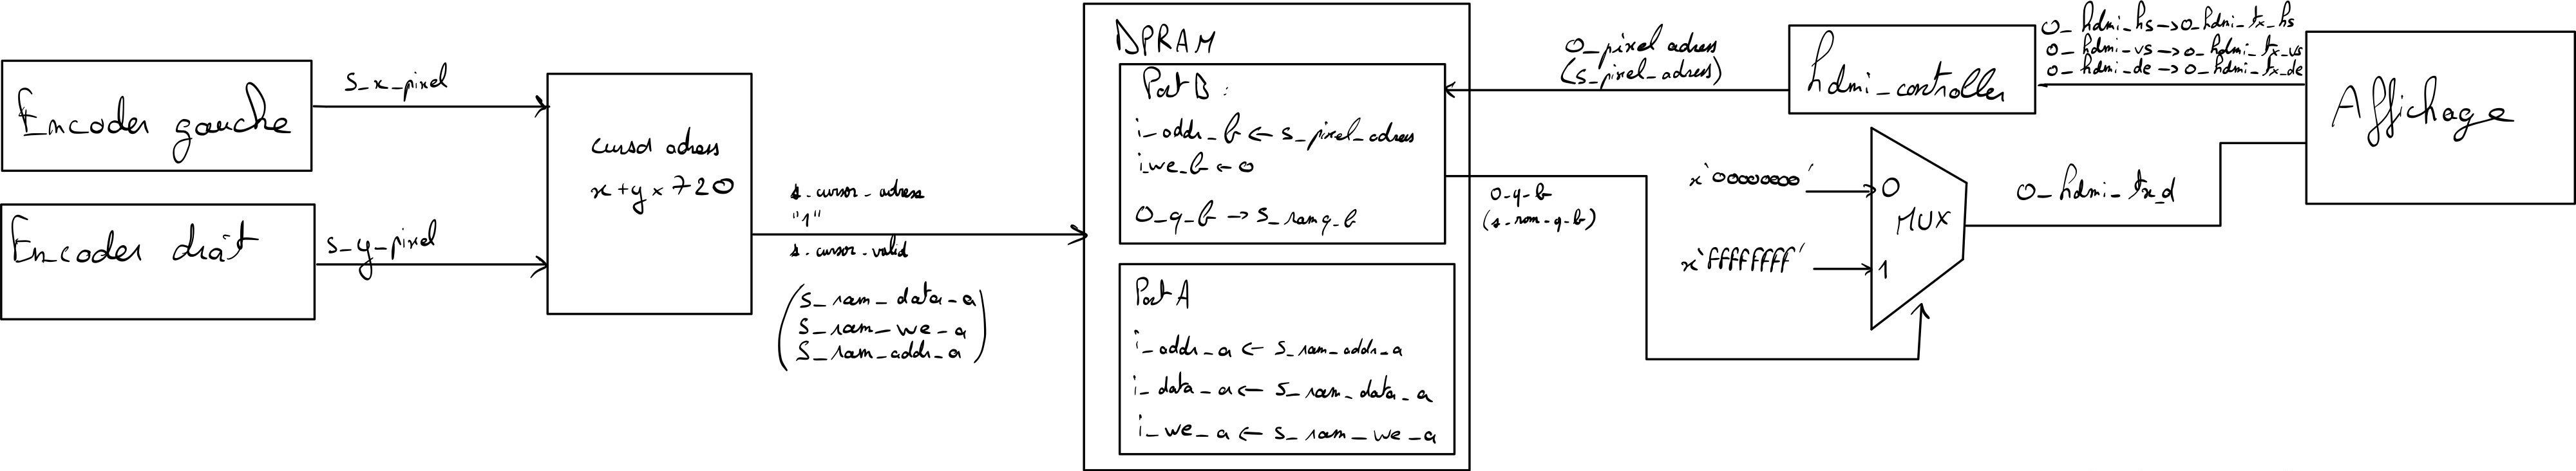 Encoder gauche
s_x_pixel
Encoder droit
s_y_pixel
cursor adress
x+y×720
s_cursor_adress
"1"
s_cursor_valid
(s_ram_data_a
s_ram_we_a
s_ram_addr_a)
DPRAM
Port B :
i_addr_b <- s_pixel_adress
i_we_b <- 0
o_q_b -> s_ram_q_b
Port A
i_addr_a <- s_ram_addr_a
i_data_a <- s_ram_data_a
i_we_a <- s_ram_we_a
o_pixel adress
(s_pixel_adress)
o_q_b
(s_ram_q_b)
hdmi_controller
x'00000000'
0
MUX
x'ffffffff'
1
o_hdmi_hs -> o_hdmi_tx_hs
o_hdmi_vs -> o_hdmi_tx_vs
o_hdmi_de -> o_hdmi_tx_de
o_hdmi_tx_d
Affichage